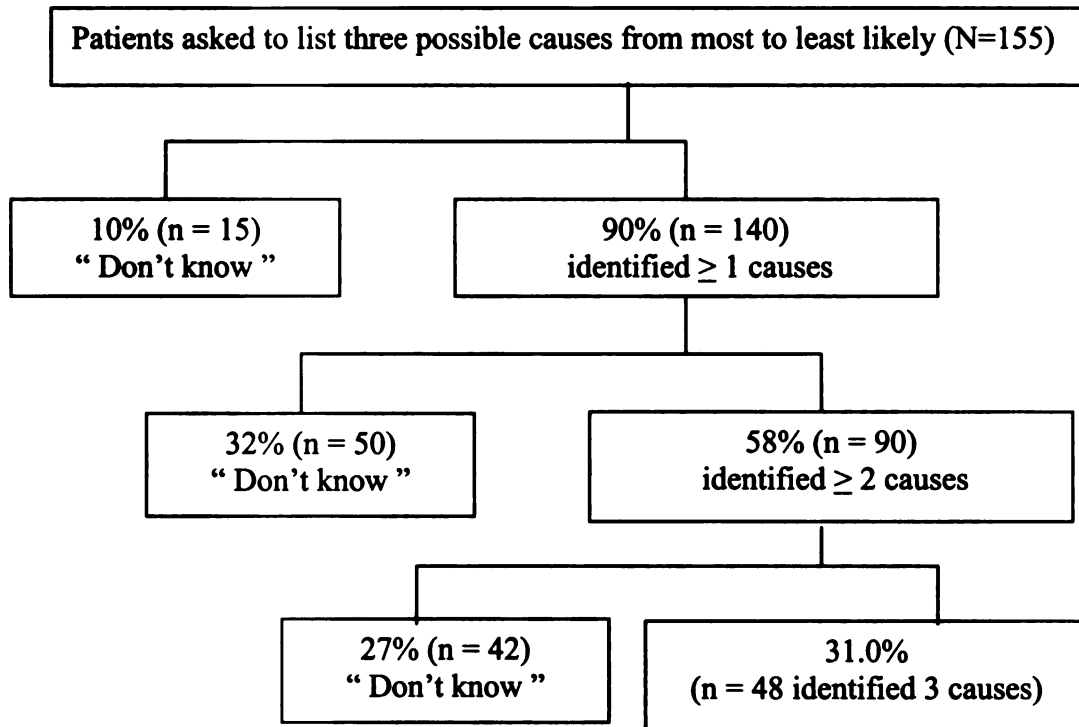 Patients asked to list three possible causes from most to least likely (N=155)
10% (n = 15)
“ Don’t know ”
90% (n = 140)
identified ≥ 1 causes
32% (n = 50)
“ Don’t know ”
58% (n = 90)
identified ≥ 2 causes
27% (n = 42)
“ Don’t know ”
31.0%
(n = 48 identified 3 causes)